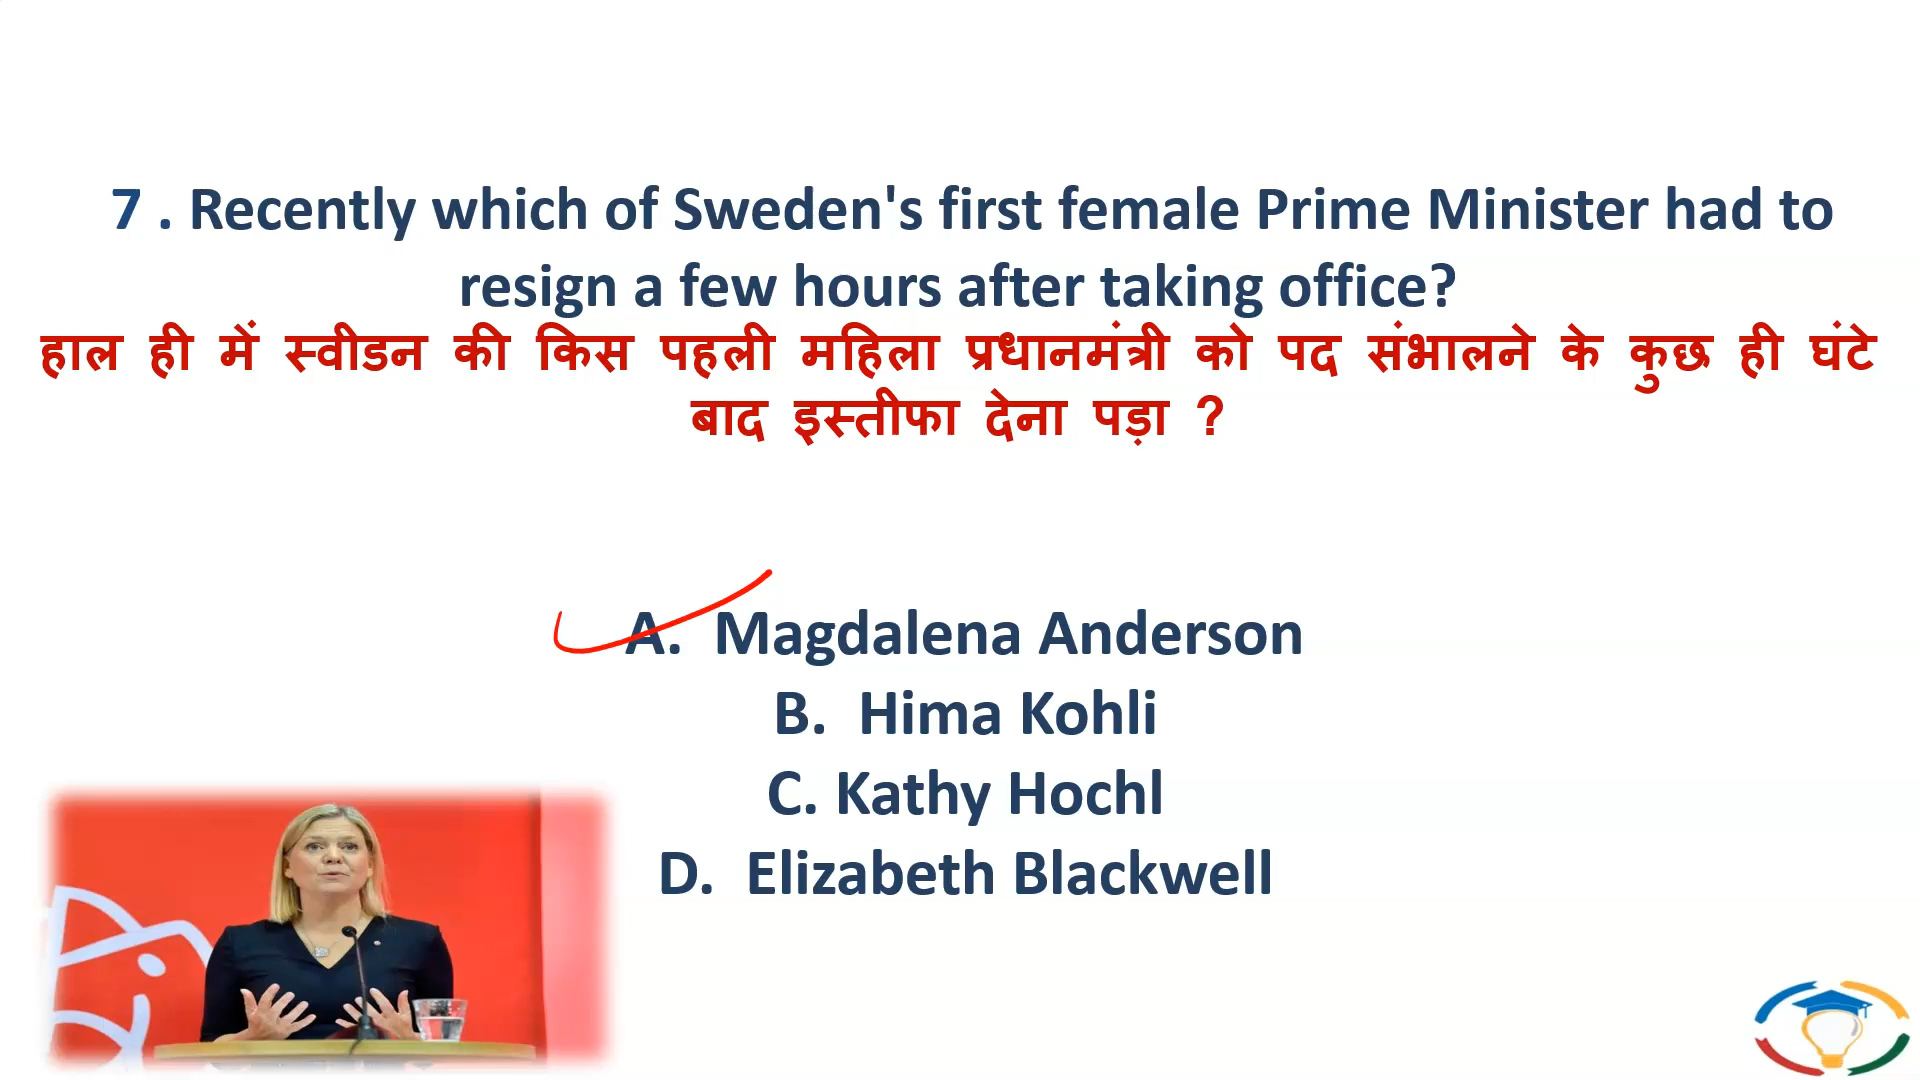 7 . Recently which of Sweden's first female Prime Minister had to
resign a few hours after taking office?
हाल ही में स्वीडन की किस पहली महिला प्रधानमंत्री को पद संभालने के कुछ ही घंटे
बाद इस्तीफा देना पड़ा ?
A. Magdalena Anderson
B. Hima Kohli
C. Kathy Hochl
D. Elizabeth Blackwell